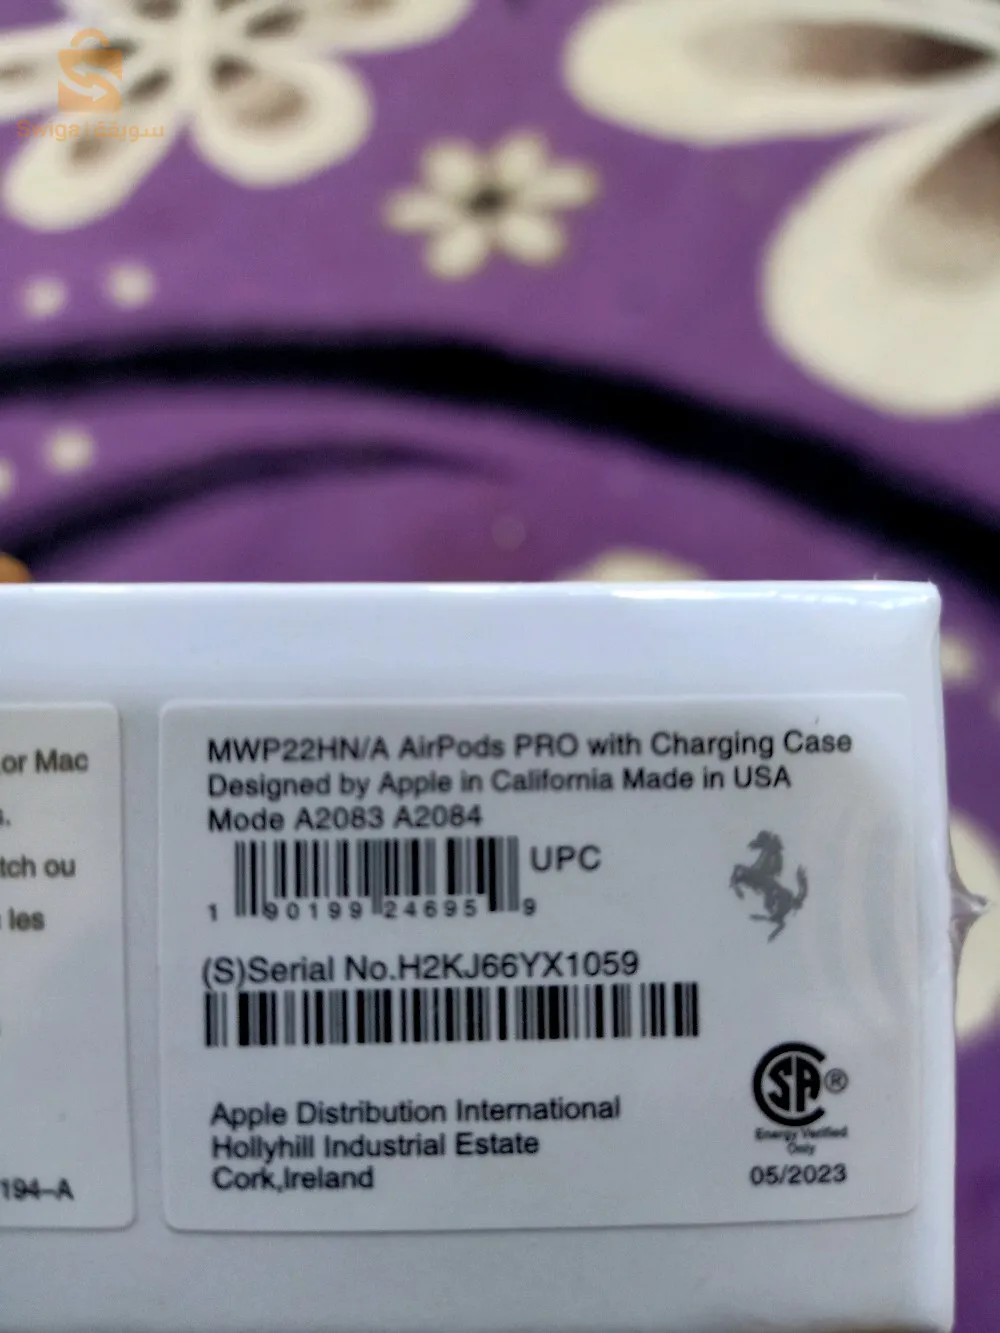 Swiga سويقة
or Mac
tch ou
les
194-A
MWP22HN/A AirPods PRO with Charging Case
Designed by Apple in California Made in USA
Mode A2083 A2084
UPC
1 90199 24695 9
(S)Serial No.H2KJ66YX1059
Apple Distribution International
Hollyhill Industrial Estate
Cork,Ireland
SA ®
Energy Verified
Only
05/2023